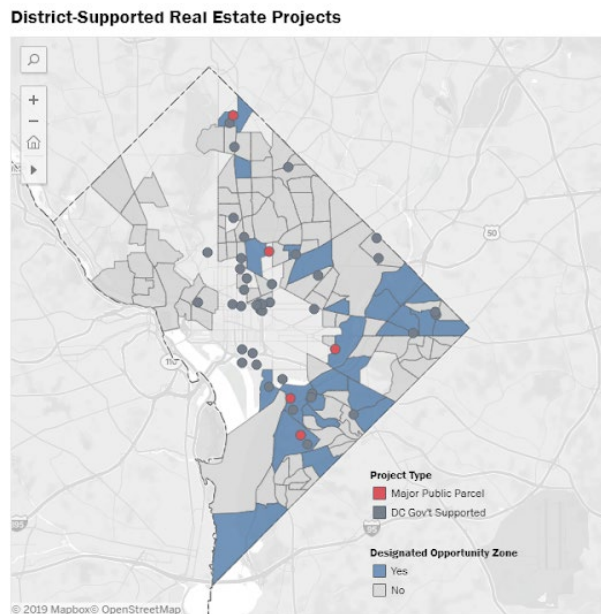 District-Supported Real Estate Projects
50
Project Type
Major Public Parcel
DC Gov't Supported
Designated Opportunity Zone
Yes
No
© 2019 Mapbox© OpenStreetMap